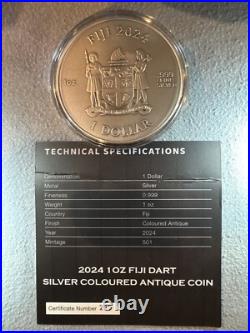 FIJI 2024
1oz
.999
FINE
SILVER
1 DOLLAR
TECHNICAL SPECIFICATIONS
Denomination 1 Dollar
Metal Silver
Fineness 0.999
Weight 1 oz
Country Fiji
Finish Coloured Antique
Year 2024
Mintage 501
2024 1OZ FIJI DART
SILVER COLOURED ANTIQUE COIN
Certificate Number